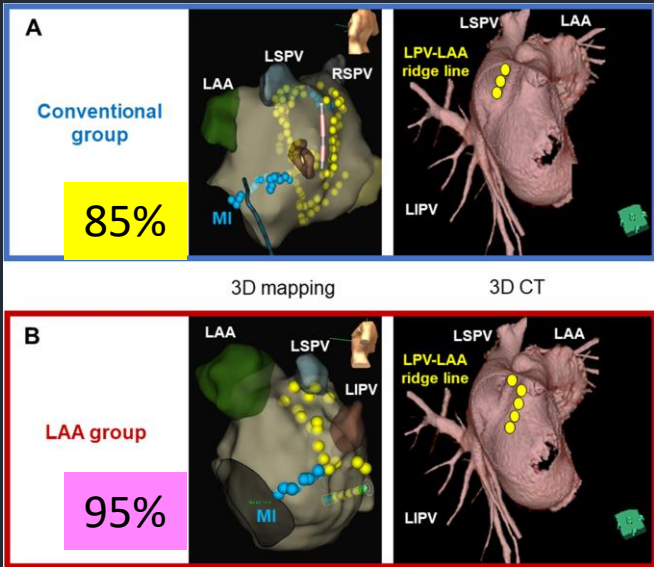 A
Conventional
group
85%
LAA
LSPV
RSPV
MI
LSPV
LAA
LPV-LAA
ridge line
LIPV
3D mapping
3D CT
B
LAA group
95%
LAA
LSPV
LIPV
MI
LSPV
LAA
LPV-LAA
ridge line
LIPV